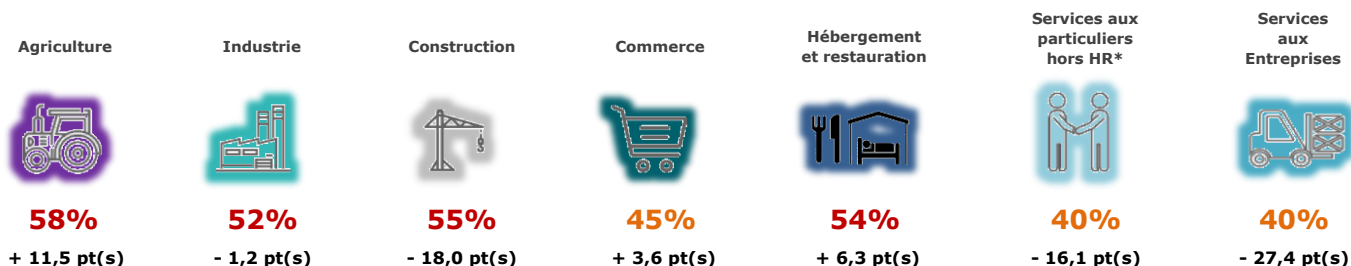 Agriculture
Industrie
Construction
Commerce
Hébergement
et restauration
Services aux
particuliers
hors HR*
Services
aux
Entreprises
58%
52%
55%
45%
54%
40%
40%
+ 11,5 pt(s)
- 1,2 pt(s)
- 18,0 pt(s)
+ 3,6 pt(s)
+ 6,3 pt(s)
- 16,1 pt(s)
- 27,4 pt(s)